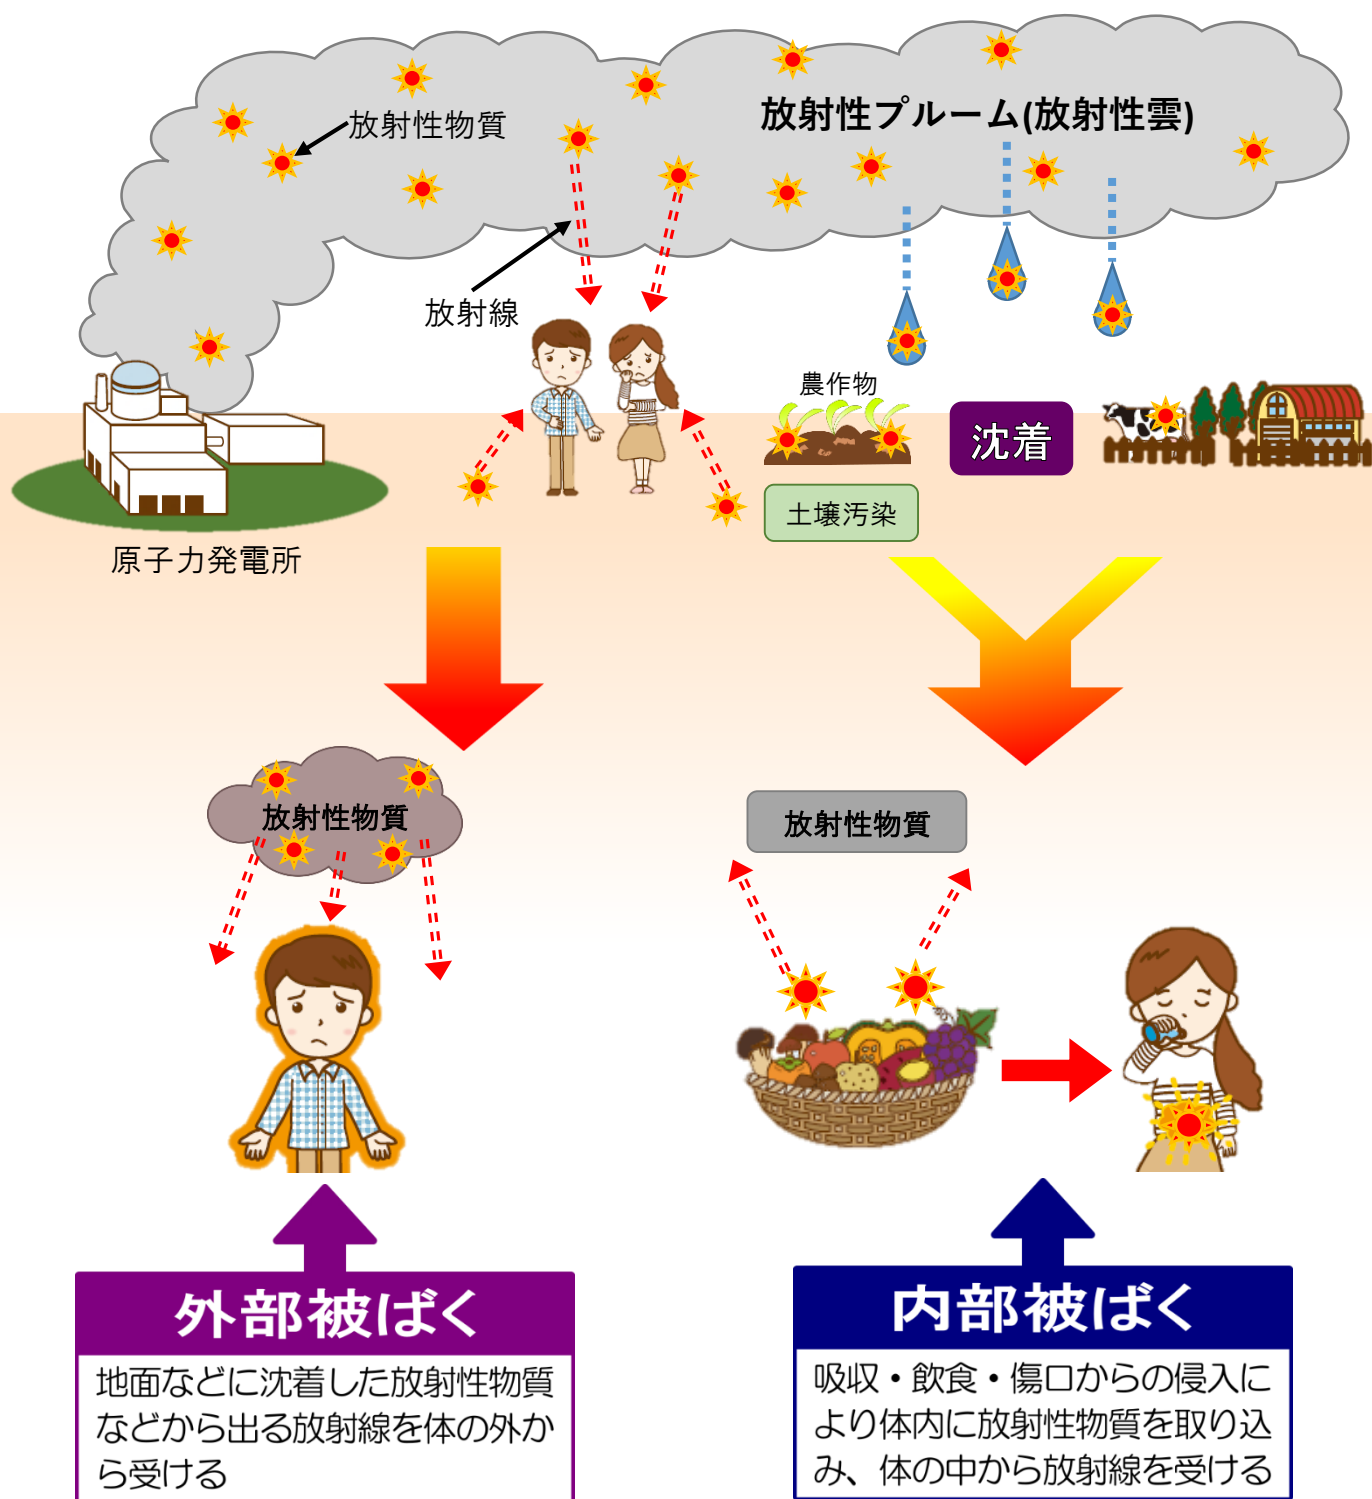 放射性プルーム(放射性雲)
放射性物質
放射線
農作物
沈着
土壌汚染
原子力発電所
放射性物質
放射性物質
外部被ばく
地面などに沈着した放射性物質
などから出る放射線を体の外か
ら受ける
内部被ばく
吸収・飲食・傷口からの侵入に
より体内に放射性物質を取り込
み、体の中から放射線を受ける